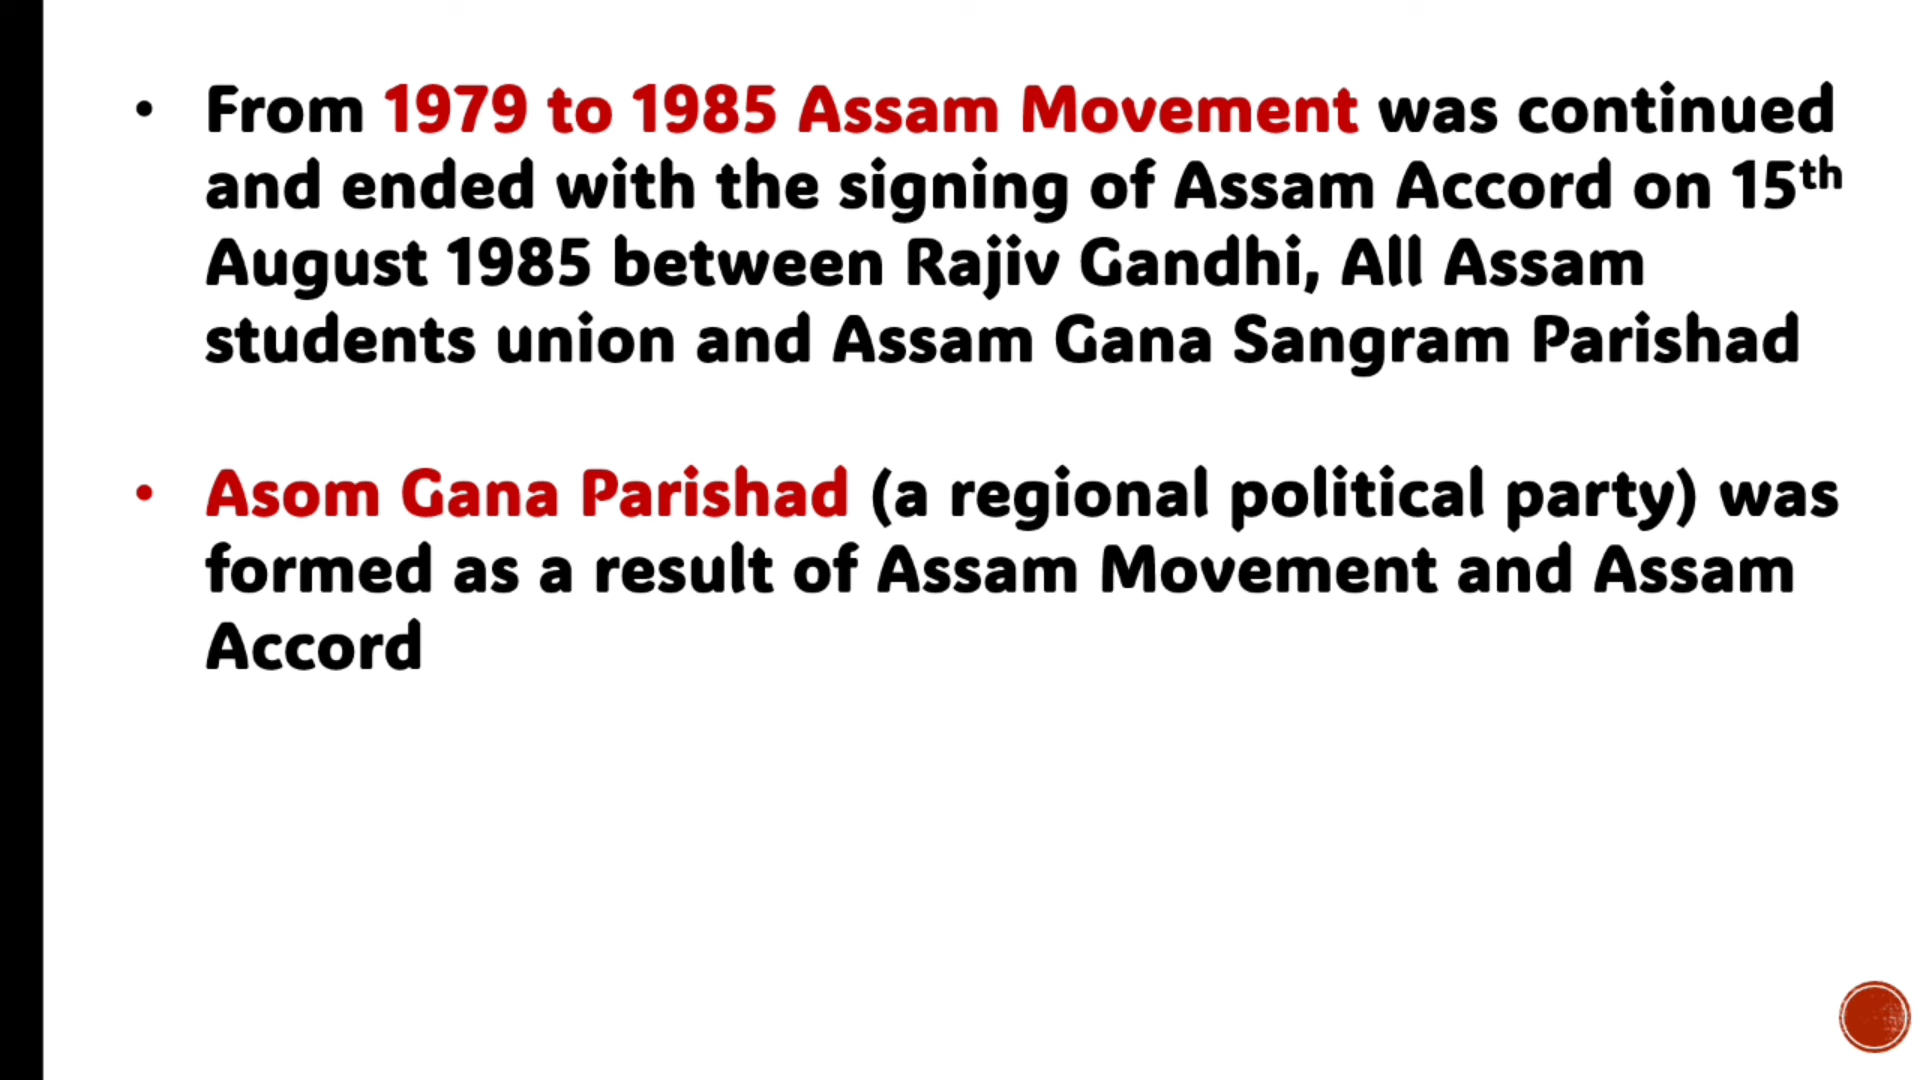 • From 1979 to 1985 Assam Movement was continued
and ended with the signing of Assam Accord on 15th
August 1985 between Rajiv Gandhi, All Assam
students union and Assam Gana Sangram Parishad
• Asom Gana Parishad (a regional political party) was
formed as a result of Assam Movement and Assam
Accord